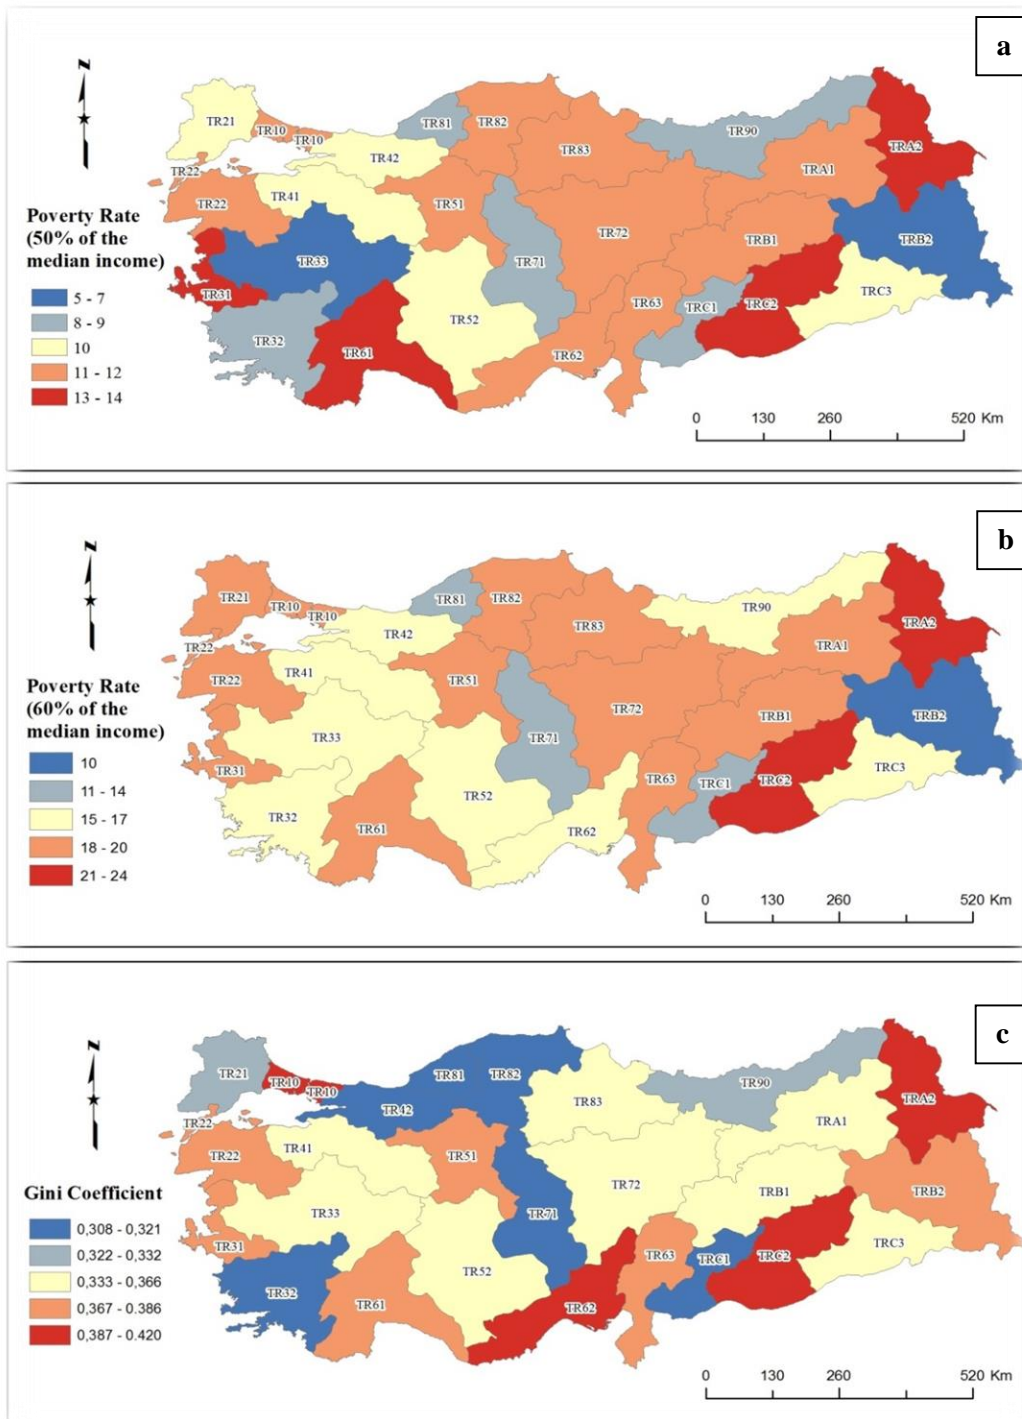 a
N
TR21
TR10
TR10
TR81
TR82
TR42
TR83
TR90
TRA2
TRA1
TR22
TR22
TR41
TR51
TR72
TRB1
TRB2
TR33
TR71
TR31
TR63
TRC1
TRC2
TRC3
TR52
TR32
TR61
TR62
Poverty Rate
(50% of the
median income)
5 - 7
8 - 9
10
11 - 12
13 - 14
0 130 260 520 Km
b
N
TR21
TR10
TR10
TR81
TR82
TR42
TR83
TR90
TRA2
TRA1
TR22
TR22
TR41
TR51
TR72
TRB1
TRB2
TR33
TR71
TR31
TR63
TRC1
TRC2
TRC3
TR52
TR32
TR61
TR62
Poverty Rate
(60% of the
median income)
10
11 - 14
15 - 17
18 - 20
21 - 24
0 130 260 520 Km
c
N
TR21
TR10
TR10
TR81
TR82
TR42
TR83
TR90
TRA2
TRA1
TR22
TR22
TR41
TR51
TR72
TRB1
TRB2
TR33
TR71
TR31
TR63
TRC1
TRC2
TRC3
TR52
TR32
TR61
TR62
Gini Coefficient
0,308 - 0,321
0,322 - 0,332
0,333 - 0,366
0,367 - 0,386
0,387 - 0.420
0 130 260 520 Km